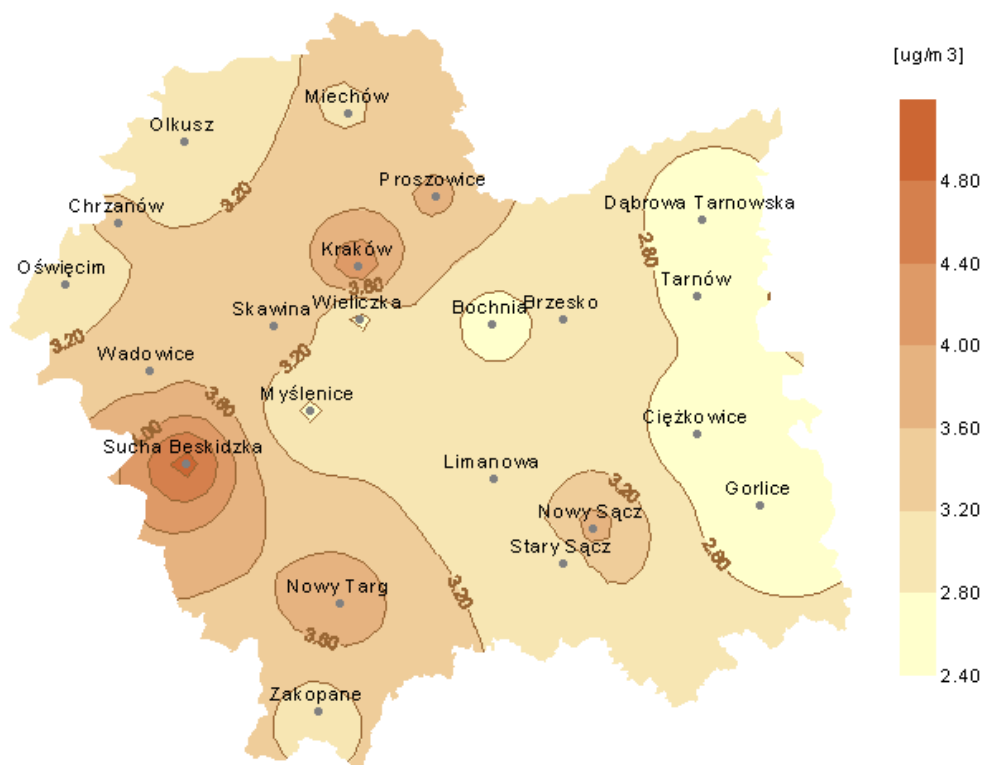 [ug/m3]
Miechów
Olkusz
4.80
Proszowice
3.20
Chrzanów
Dąbrowa Tarnowska
Kraków
2.80
4.40
Oświęcim
Tarnów
3.60
Wieliczka
Bochnia
Brzesko
Skawina
3.20
3.20
4.00
Wadowice
Myślenice
3.60
Ciężkowice
3.60
Sucha Beskidzka
Limanowa
3.20
Gorlice
3.20
Nowy Sącz
Stary Sącz
2.80
Nowy Targ
3.20
2.80
3.60
2.40
Zakopane